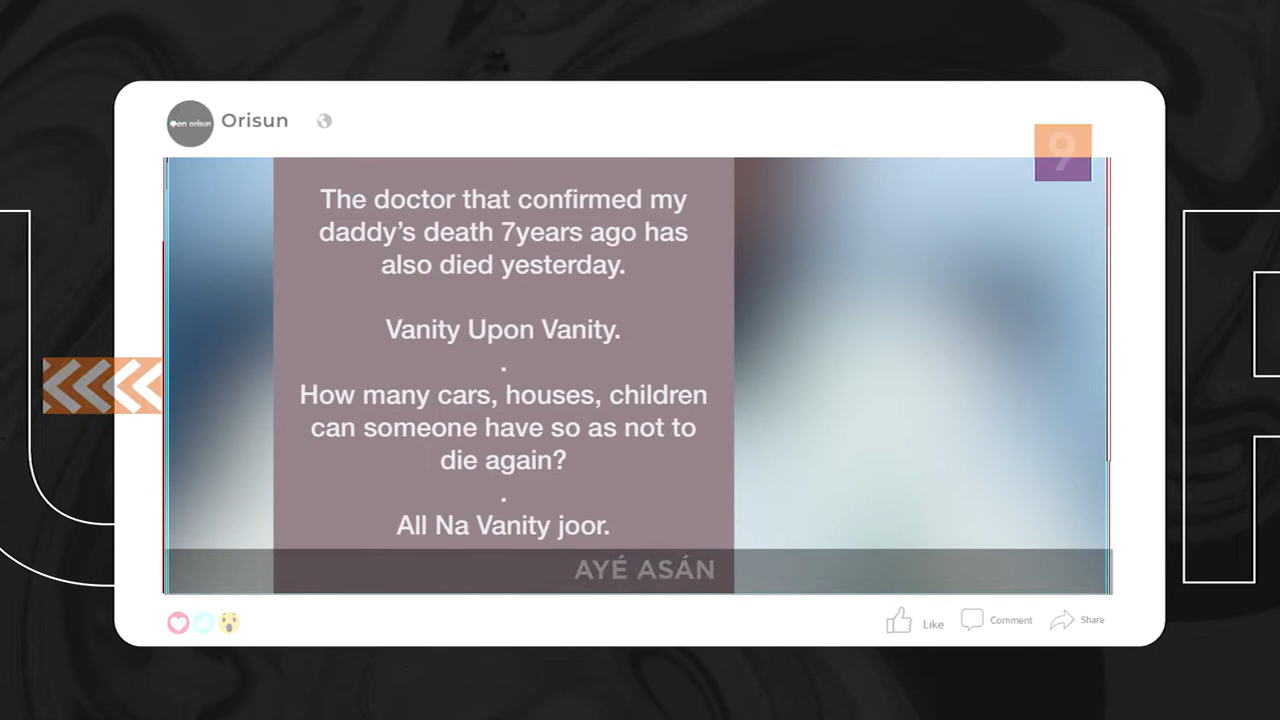 en orisun
Orisun
9
The doctor that confirmed my
daddy’s death 7years ago has
also died yesterday.
Vanity Upon Vanity.
.
How many cars, houses, children
can someone have so as not to
die again?
.
All Na Vanity joor.
AYÉ ASÁN
Like
Comment
Share